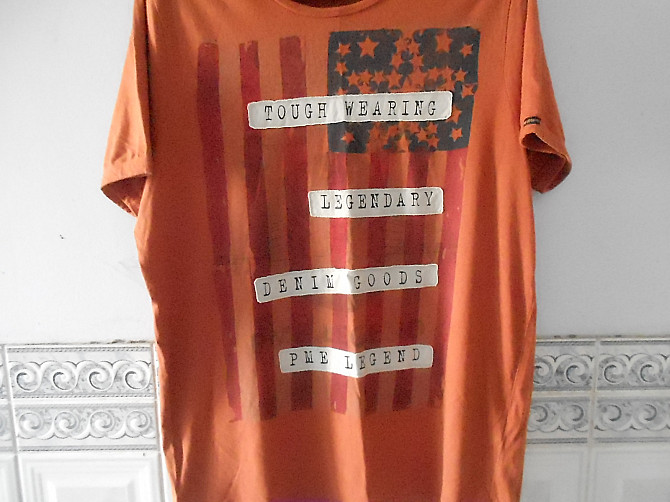 TOUGH WEARING
LEGENDARY
DENIM GOODS
PME LEGEND